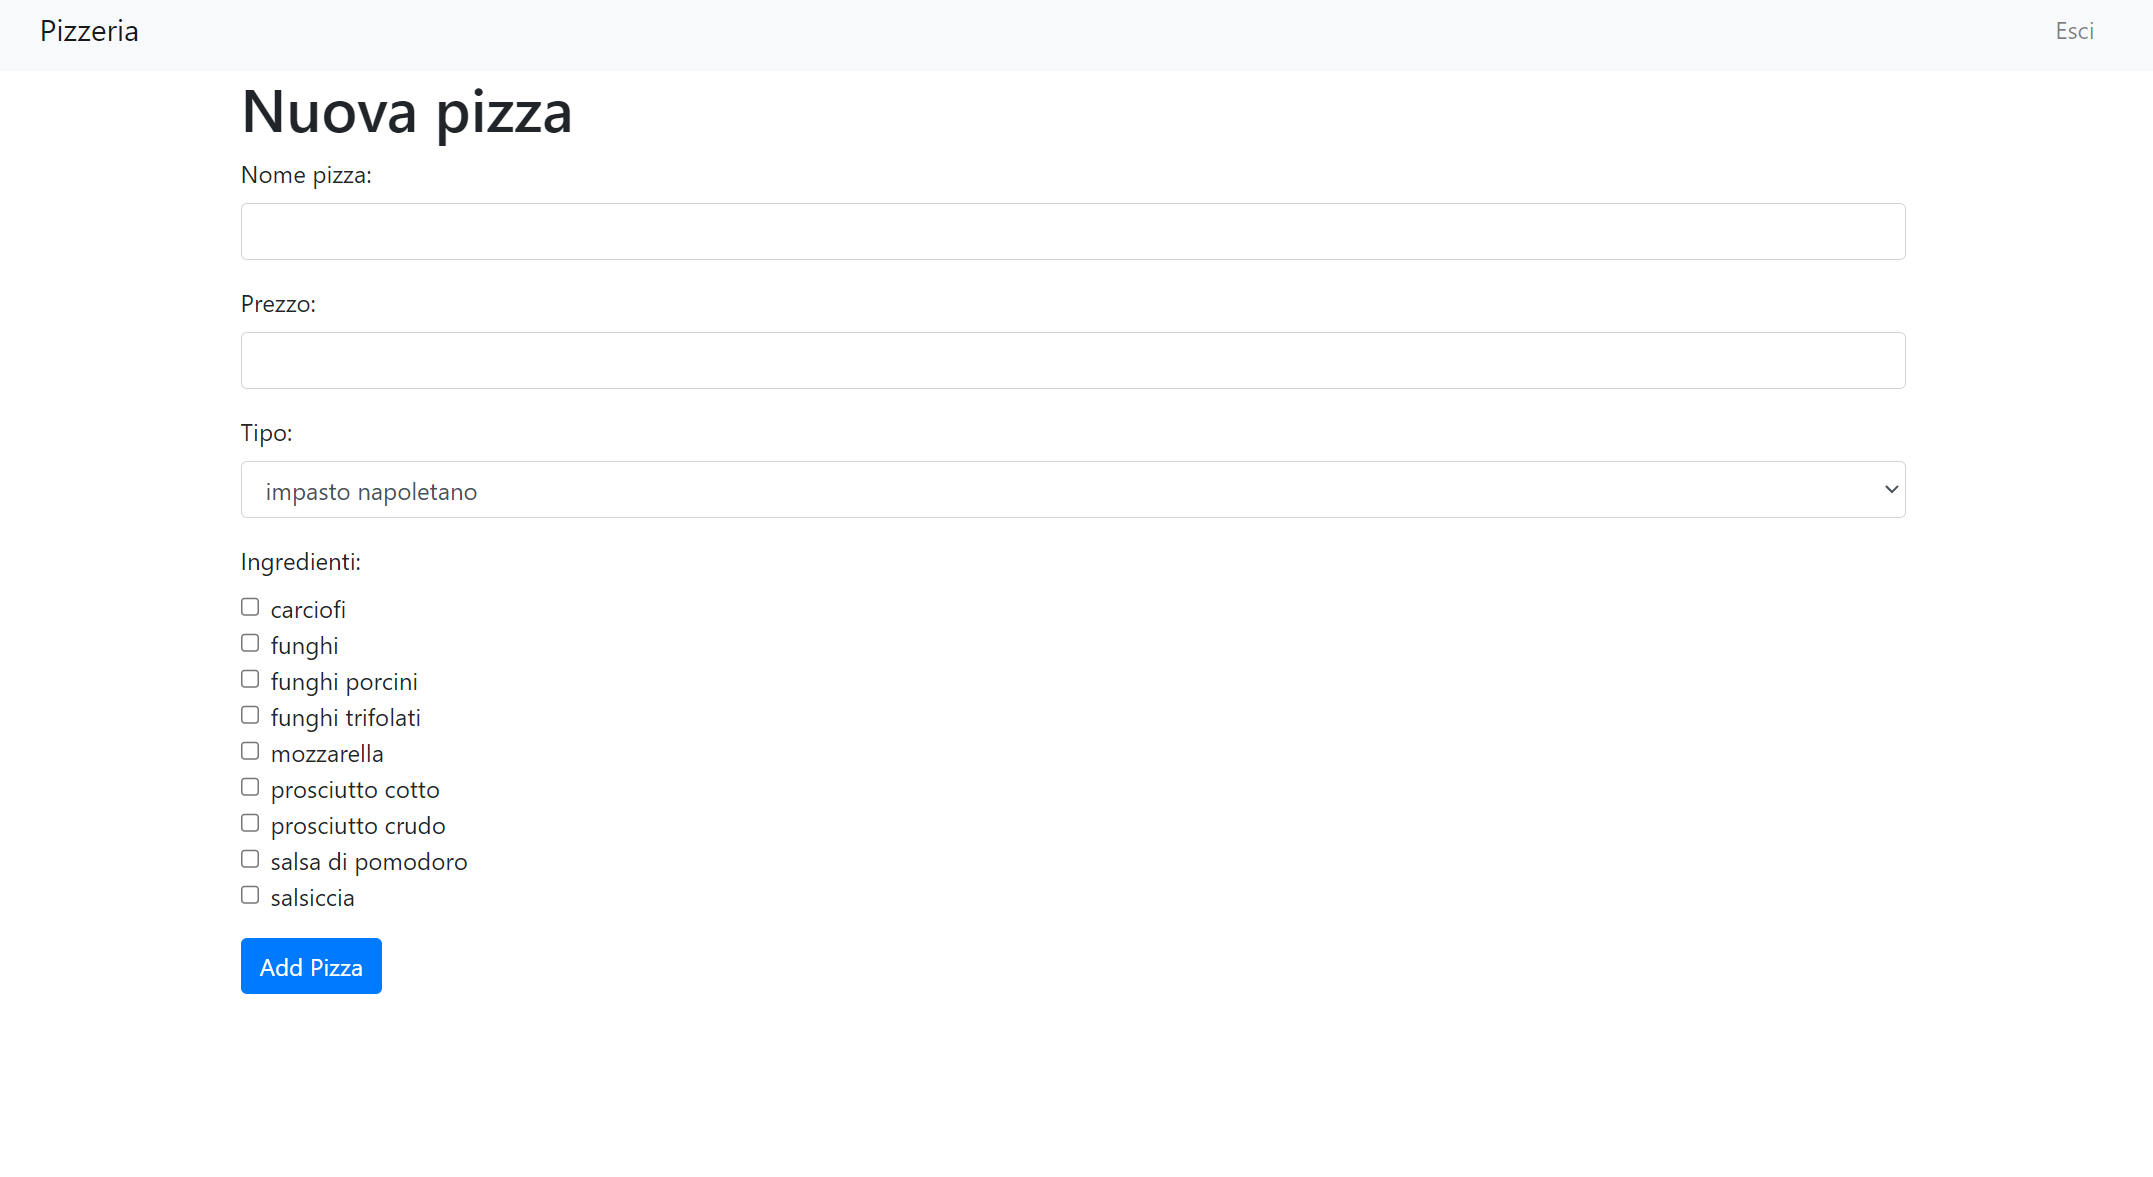 Pizzeria Esci
Nuova pizza
Nome pizza:
Prezzo:
Tipo:
impasto napoletano
Ingredienti:
carciofi
funghi
funghi porcini
funghi trifolati
mozzarella
prosciutto cotto
prosciutto crudo
salsa di pomodoro
salsiccia
Add Pizza